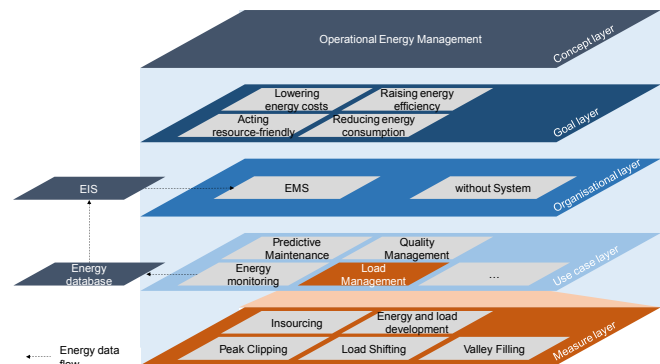 Operational Energy Management
Concept layer
Lowering
energy costs
Raising energy
efficiency
Acting
resource-friendly
Reducing energy
consumption
Goal layer
EIS
EMS
without System
Organisational layer
Predictive
Maintenance
Quality
Management
Energy
database
Energy
monitoring
Load
Management
...
Use case layer
Insourcing
Energy and load
development
Peak Clipping
Load Shifting
Valley Filling
Measure layer
Energy data
flow